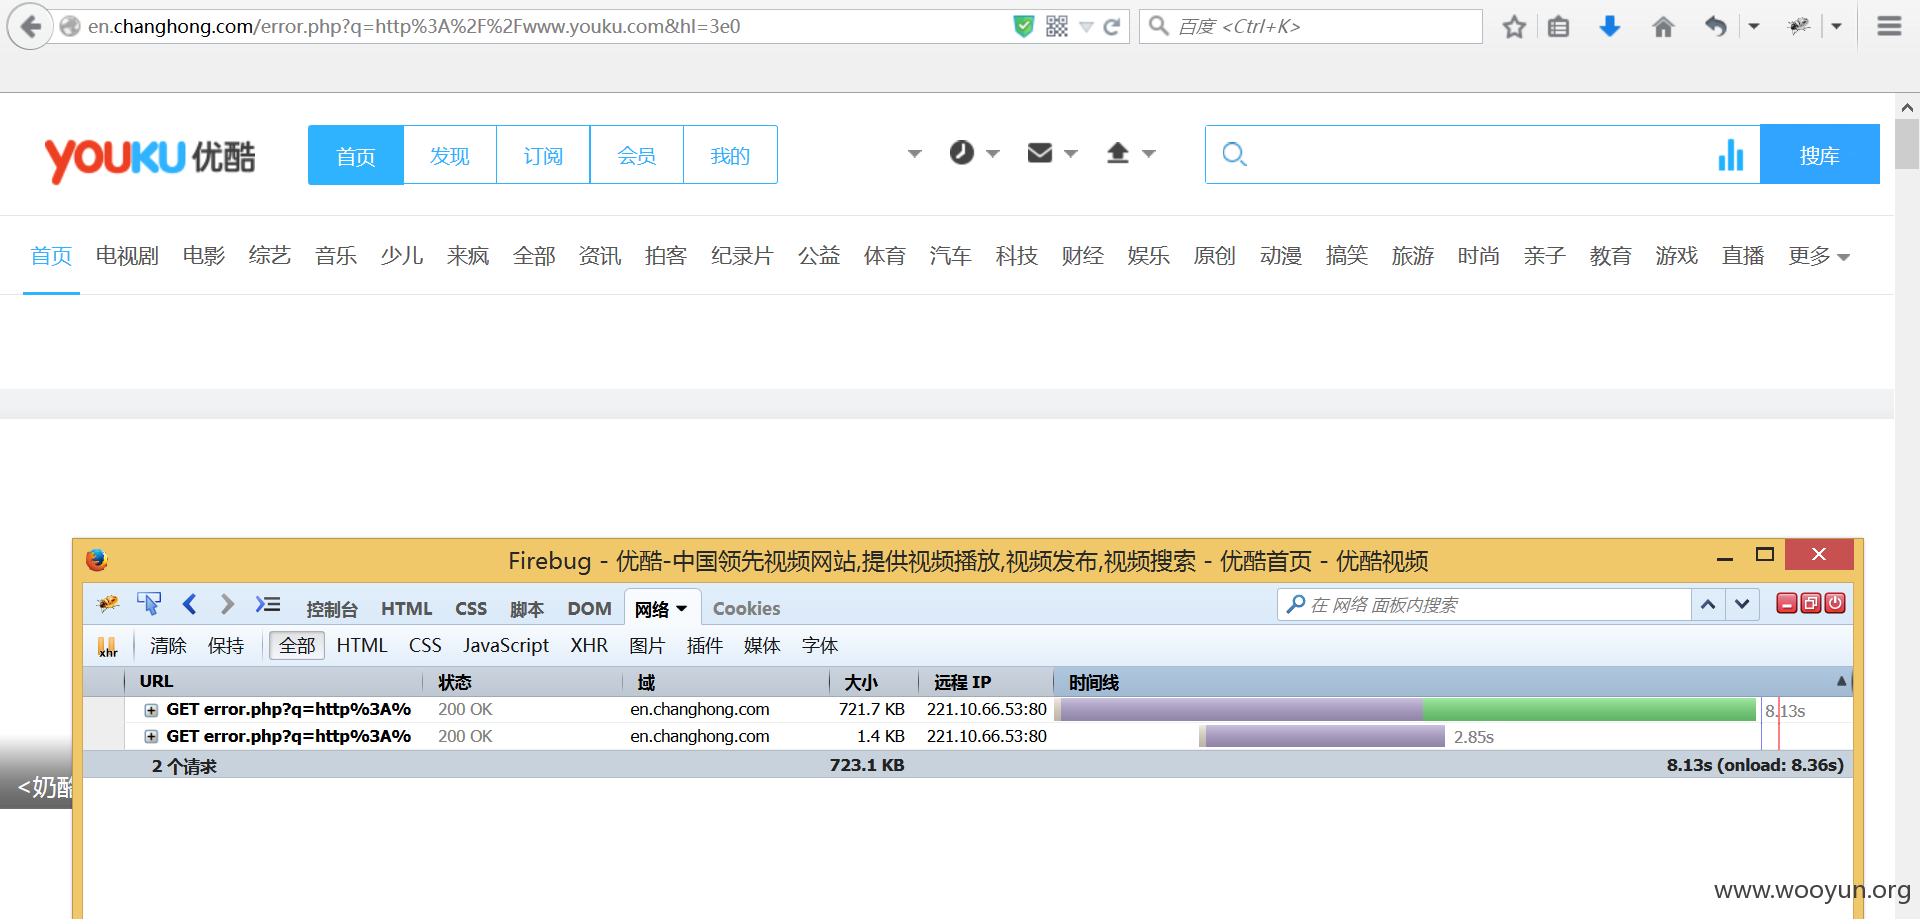 en.changhong.com/error.php?q=http%3A%2F%2Fwww.youku.com&hl=3e0
百度 <Ctrl+K>
YOUKU 优酷
首页 发现 订阅 会员 我的
搜库
首页 电视剧 电影 综艺 音乐 少儿 来疯 全部 资讯 拍客 纪录片 公益 体育 汽车 科技 财经 娱乐 原创 动漫 搞笑 旅游 时尚 亲子 教育 游戏 直播 更多
Firebug - 优酷-中国领先视频网站,提供视频播放,视频发布,视频搜索 - 优酷首页 - 优酷视频
控制台 HTML CSS 脚本 DOM 网络 Cookies
在 网络 面板内搜索
xhr 清除 保持 全部 HTML CSS JavaScript XHR 图片 插件 媒体 字体
URL 状态 域 大小 远程 IP 时间线
GET error.php?q=http%3A% 200 OK en.changhong.com 721.7 KB 221.10.66.53:80 8.13s
GET error.php?q=http%3A% 200 OK en.changhong.com 1.4 KB 221.10.66.53:80 2.85s
2 个请求 723.1 KB 8.13s (onload: 8.36s)
<奶酪
www.wooyun.org